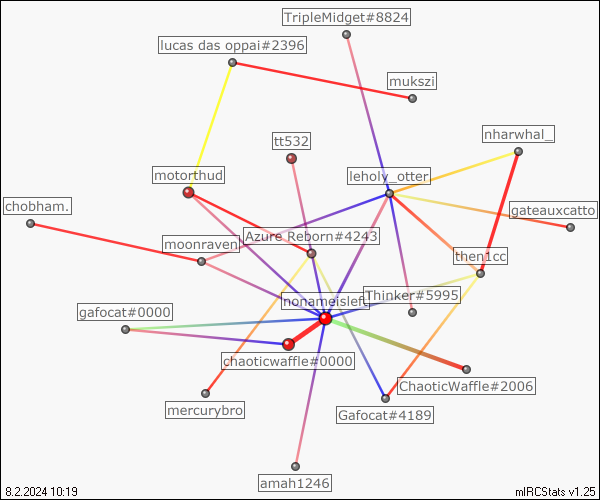 TripleMidget#8824
lucas das oppai#2396
mukszi
nharwhal_
tt532
motorthud
leholy_otter
chobham.
gateauxcatto
Azure Reborn#4243
moonraven
then1cc
Thinker#5995
nonameisleft
gafocat#0000
chaoticwaffle#0000
ChaoticWaffle#2006
mercurybro
Gafocat#4189
amah1246
8.2.2024 10:19
mIRCStats v1.25